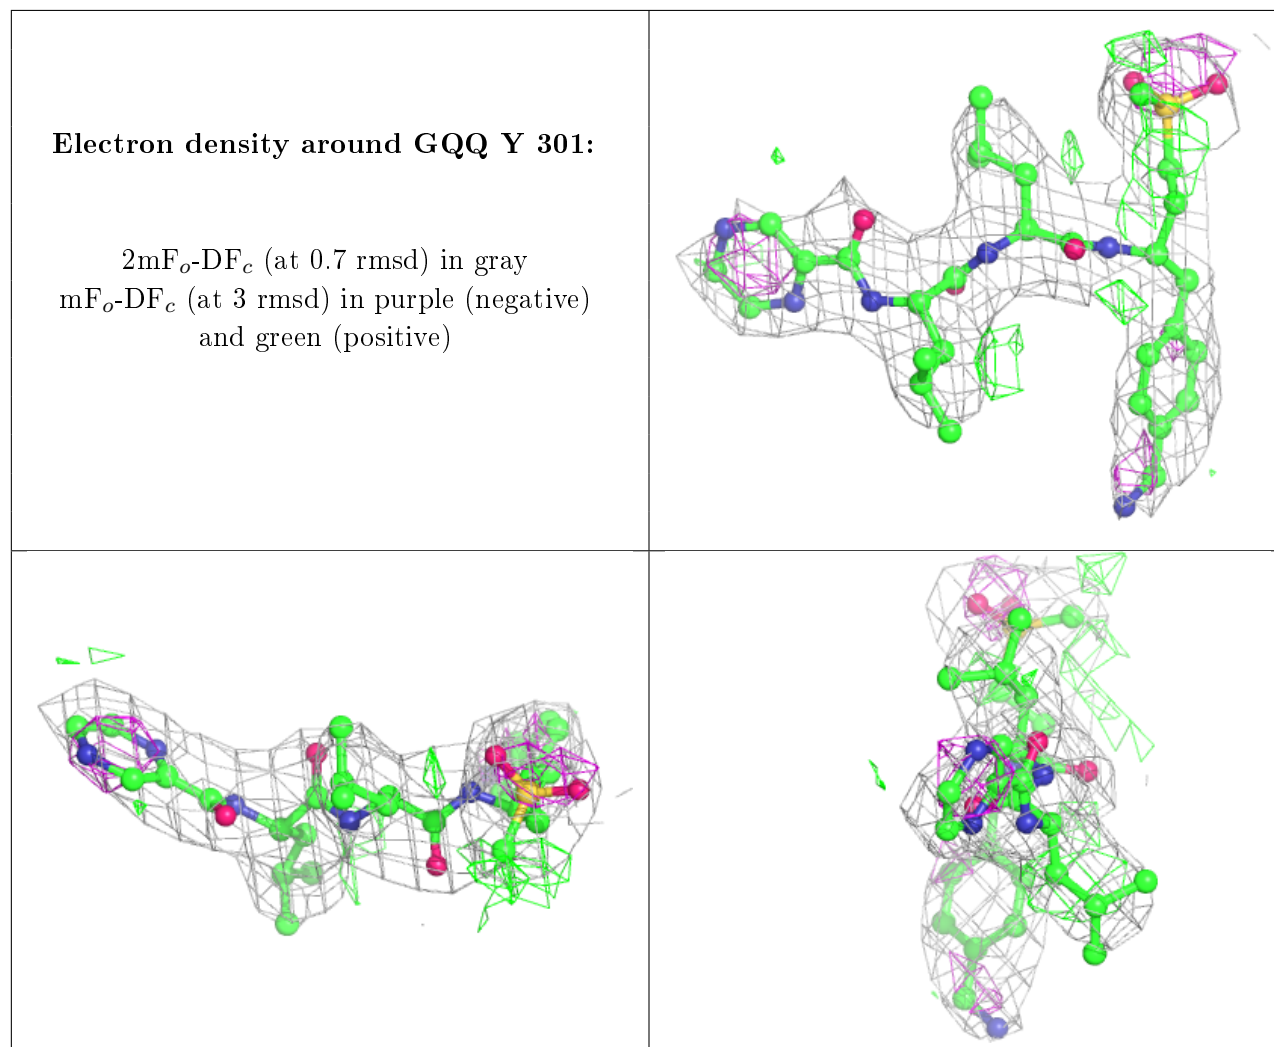 Electron density around GQQ Y 301:
2mFo-DFc (at 0.7 rmsd) in gray
mFo-DFc (at 3 rmsd) in purple (negative)
and green (positive)